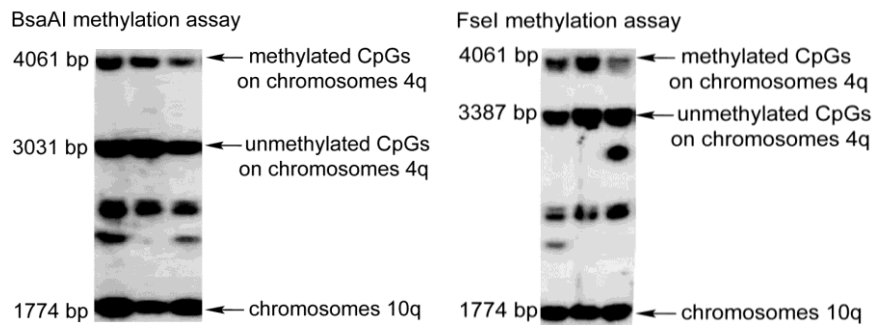 BsaAI methylation assay
4061 bp
methylated CpGs
on chromosomes 4q
3031 bp
unmethylated CpGs
on chromosomes 4q
1774 bp
chromosomes 10q
FseI methylation assay
4061 bp
methylated CpGs
on chromosomes 4q
3387 bp
unmethylated CpGs
on chromosomes 4q
1774 bp
chromosomes 10q